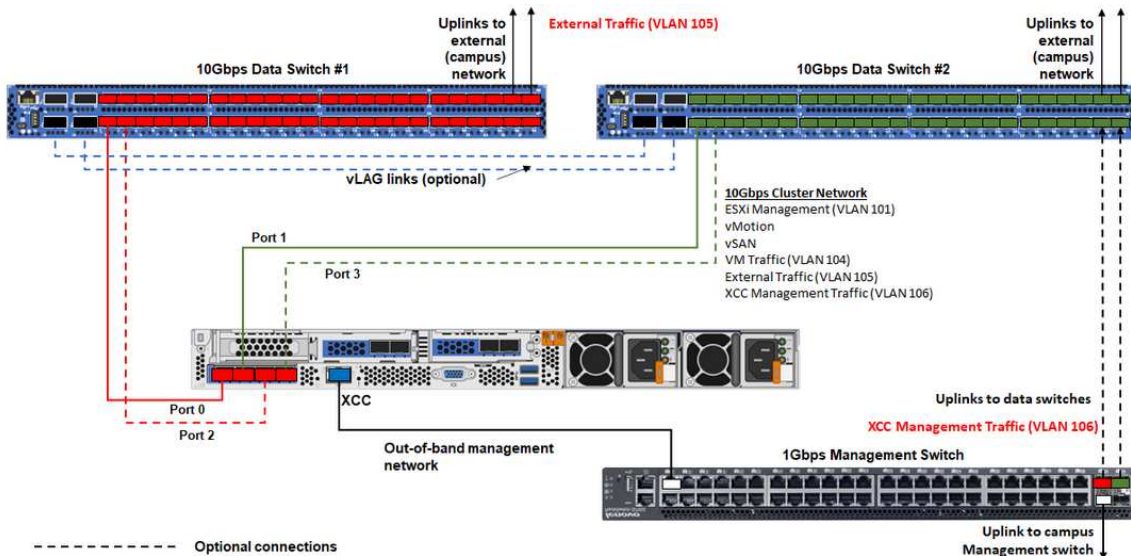 Uplinks to
external
(campus)
network
External Traffic (VLAN 105)
Uplinks to
external
(campus)
network
10Gbps Data Switch #1
10Gbps Data Switch #2
vLAG links (optional)
10Gbps Cluster Network
ESXi Management (VLAN 101)
vMotion
vSAN
VM Traffic (VLAN 104)
External Traffic (VLAN 105)
XCC Management Traffic (VLAN 106)
Port 1
Port 3
XCC
Port 0
Port 2
Out-of-band management
network
Uplinks to data switches
XCC Management Traffic (VLAN 106)
1Gbps Management Switch
Lenovo
Uplink to campus
Management switch
Optional connections